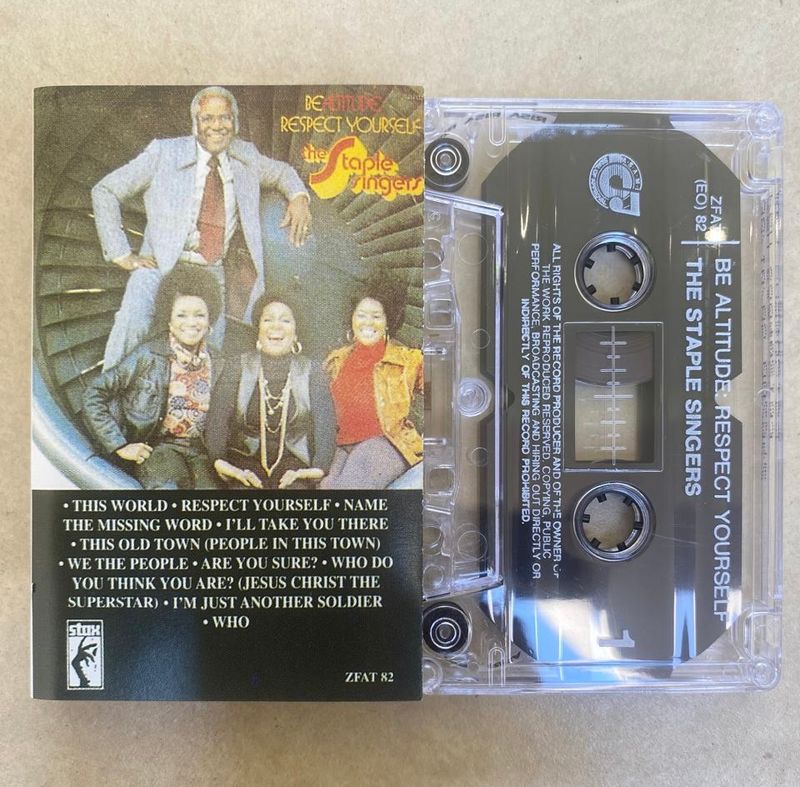 BEALTITUDE
RESPECT YOURSELF
the Staple
Singers
• THIS WORLD • RESPECT YOURSELF • NAME
THE MISSING WORD • I'LL TAKE YOU THERE
• THIS OLD TOWN (PEOPLE IN THIS TOWN)
• WE THE PEOPLE • ARE YOU SURE? • WHO DO
YOU THINK YOU ARE? (JESUS CHRIST THE
SUPERSTAR) • I'M JUST ANOTHER SOLDIER
• WHO
stax
ZFAT 82
ZFAT
(EO) 82
BE ALTITUDE: RESPECT YOURSELF
THE STAPLE SINGERS
ALL RIGHTS OF THE RECORD PRODUCER AND OF THE OWNER OF
THE WORK REPRODUCED RESERVED. COPYING, PUBLIC
PERFORMANCE, BROADCASTING AND HIRING OUT DIRECTLY OR
INDIRECTLY OF THIS RECORD PROHIBITED.
1